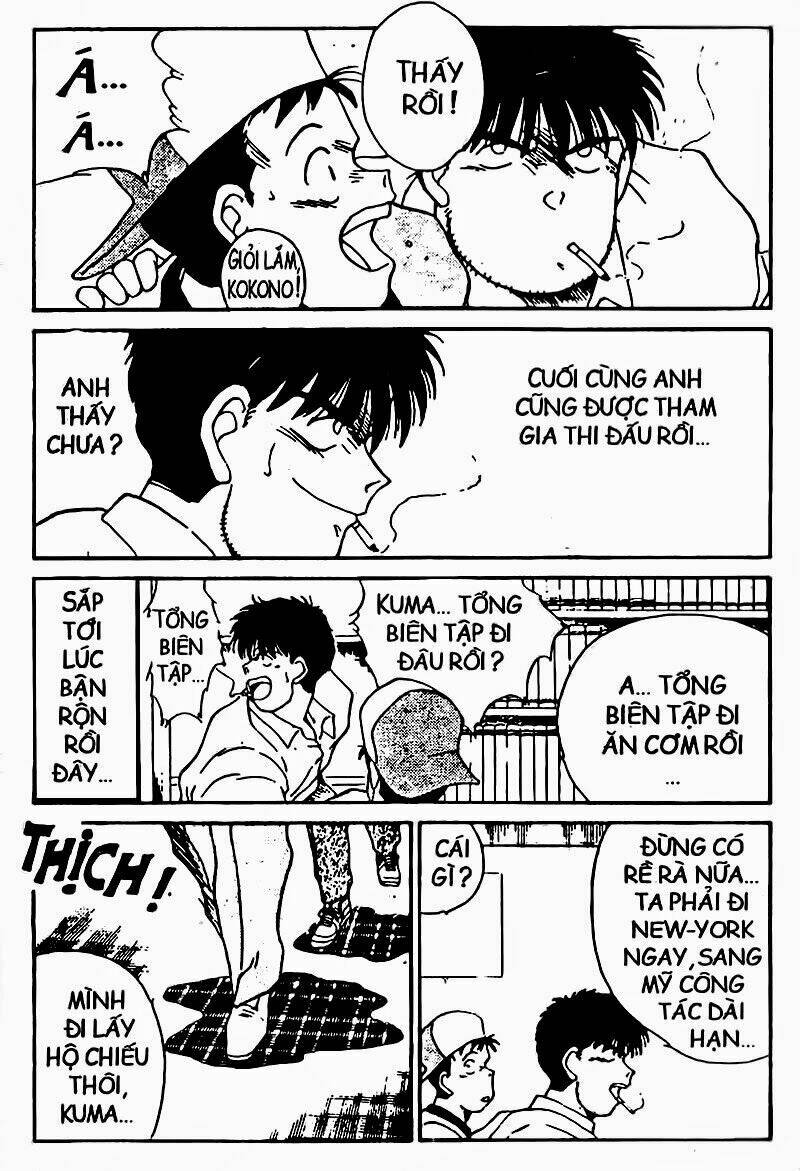 Á...
Á...
THẤY
RỒI!
GIỎI LẮM,
KOKONO!
ANH
THẤY
CHƯA?
CUỐI CÙNG ANH
CŨNG ĐƯỢC THAM
GIA THI ĐẤU RỒI...
SẮP
TỚI
LÚC
BẬN
RỘN
RỒI
ĐÂY...
TỔNG
BIÊN
TẬP...
KUMA... TỔNG
BIÊN TẬP ĐI
ĐÂU RỒI?
A... TỔNG
BIÊN TẬP ĐI
ĂN CƠM RỒI
...
THỊCH!
MÌNH
ĐI LẤY
HỘ CHIẾU
THÔI,
KUMA...
CÁI
GÌ?
ĐỪNG CÓ
RỀ RÀ NỮA...
TA PHẢI ĐI
NEW-YORK
NGAY, SANG
MỸ CÔNG
TÁC DÀI
HẠN...